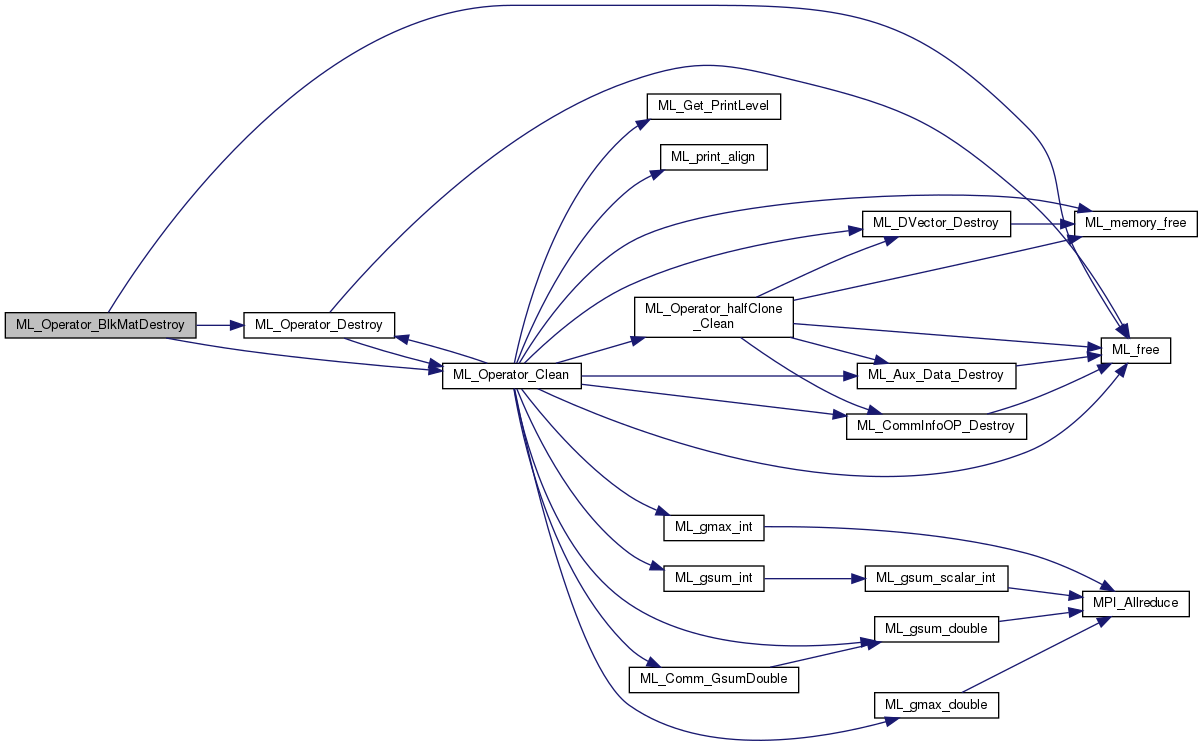 ML_Get_PrintLevel
ML_print_align
ML_DVector_Destroy
ML_memory_free
ML_Operator_halfClone
_Clean
ML_Operator_BlkMatDestroy
ML_Operator_Destroy
ML_free
ML_Operator_Clean
ML_Aux_Data_Destroy
ML_CommInfoOP_Destroy
ML_gmax_int
ML_gsum_int
ML_gsum_scalar_int
MPI_Allreduce
ML_gsum_double
ML_Comm_GsumDouble
ML_gmax_double